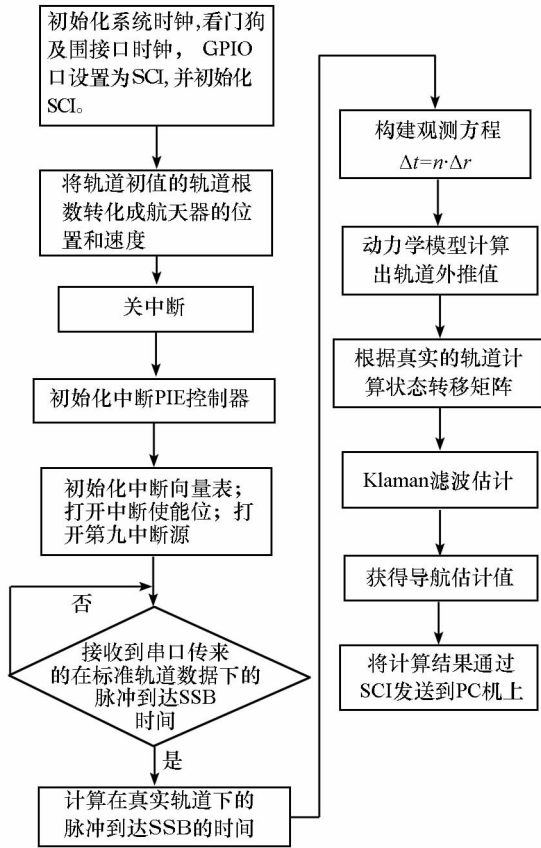 初始化系统时钟,看门狗
及围接口时钟， GPIO
口设置为SCI, 并初始化
SCI。
将轨道初值的轨道根
数转化成航天器的位
置和速度
关中断
初始化中断PIE控制器
初始化中断向量表；
打开中断使能位；打
开第九中断源
否
接收到串口传来
的在标准轨道数据下的
脉冲到达SSB
时间
是
计算在真实轨道下的
脉冲到达SSB的时间
构建观测方程
Δt=n·Δr
动力学模型计算
出轨道外推值
根据真实的轨道计
算状态转移矩阵
Klaman滤波估计
获得导航估计值
将计算结果通过
SCI发送到PC机上